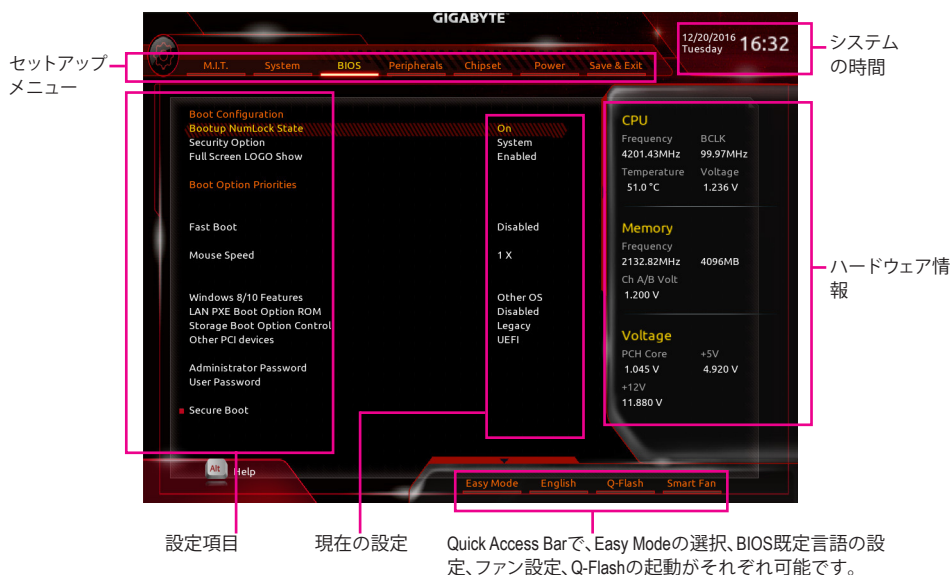 GIGABYTE
12/20/2016 16:32
Tuesday
システム
の時間
セットアップ
メニュー
M.I.T. System BIOS Peripherals Chipset Power Save & Exit
Boot Configuration
Bootup NumLock State On
Security Option System
Full Screen LOGO Show Enabled
Boot Option Priorities
Fast Boot Disabled
Mouse Speed 1 X
Windows 8/10 Features Other OS
LAN PXE Boot Option ROM Disabled
Storage Boot Option Control Legacy
Other PCI devices UEFI
Administrator Password
User Password
Secure Boot
CPU
Frequency BCLK
4201.43MHz 99.97MHz
Temperature Voltage
51.0 °C 1.236 V
Memory
Frequency
2132.82MHz 4096MB
Ch A/B Volt
1.200 V
Voltage
PCH Core +5V
1.045 V 4.920 V
+12V
11.880 V
ハードウェア情
報
Alt Help
Easy Mode English Q-Flash Smart Fan
設定項目
現在の設定
Quick Access Barで、Easy Modeの選択、BIOS既定言語の設
定、ファン設定、Q-Flashの起動がそれぞれ可能です。